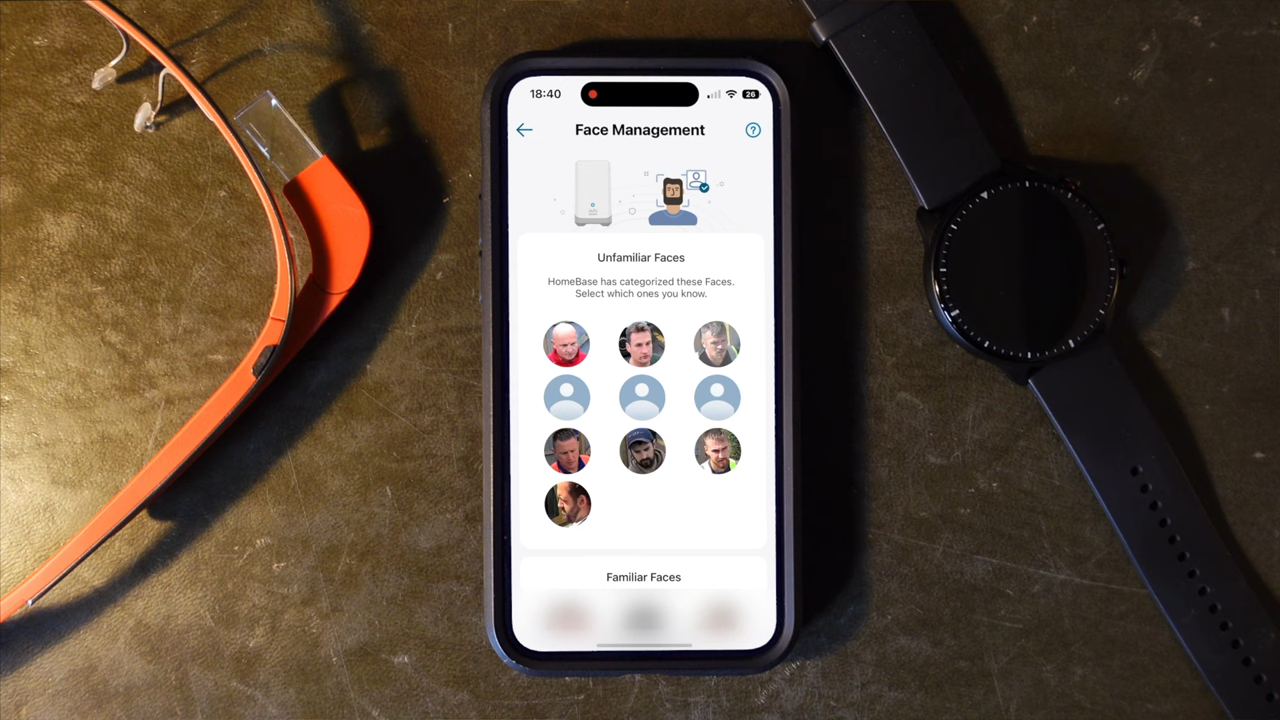 18:40
26
Face Management
?
Unfamiliar Faces
HomeBase has categorized these Faces.
Select which ones you know.
Familiar Faces